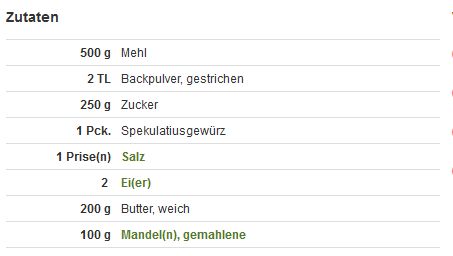 Zutaten
500 g Mehl
2 TL Backpulver, gestrichen
250 g Zucker
1 Pck. Spekulatiusgewürz
1 Prise(n) Salz
2 Ei(er)
200 g Butter, weich
100 g Mandel(n), gemahlene